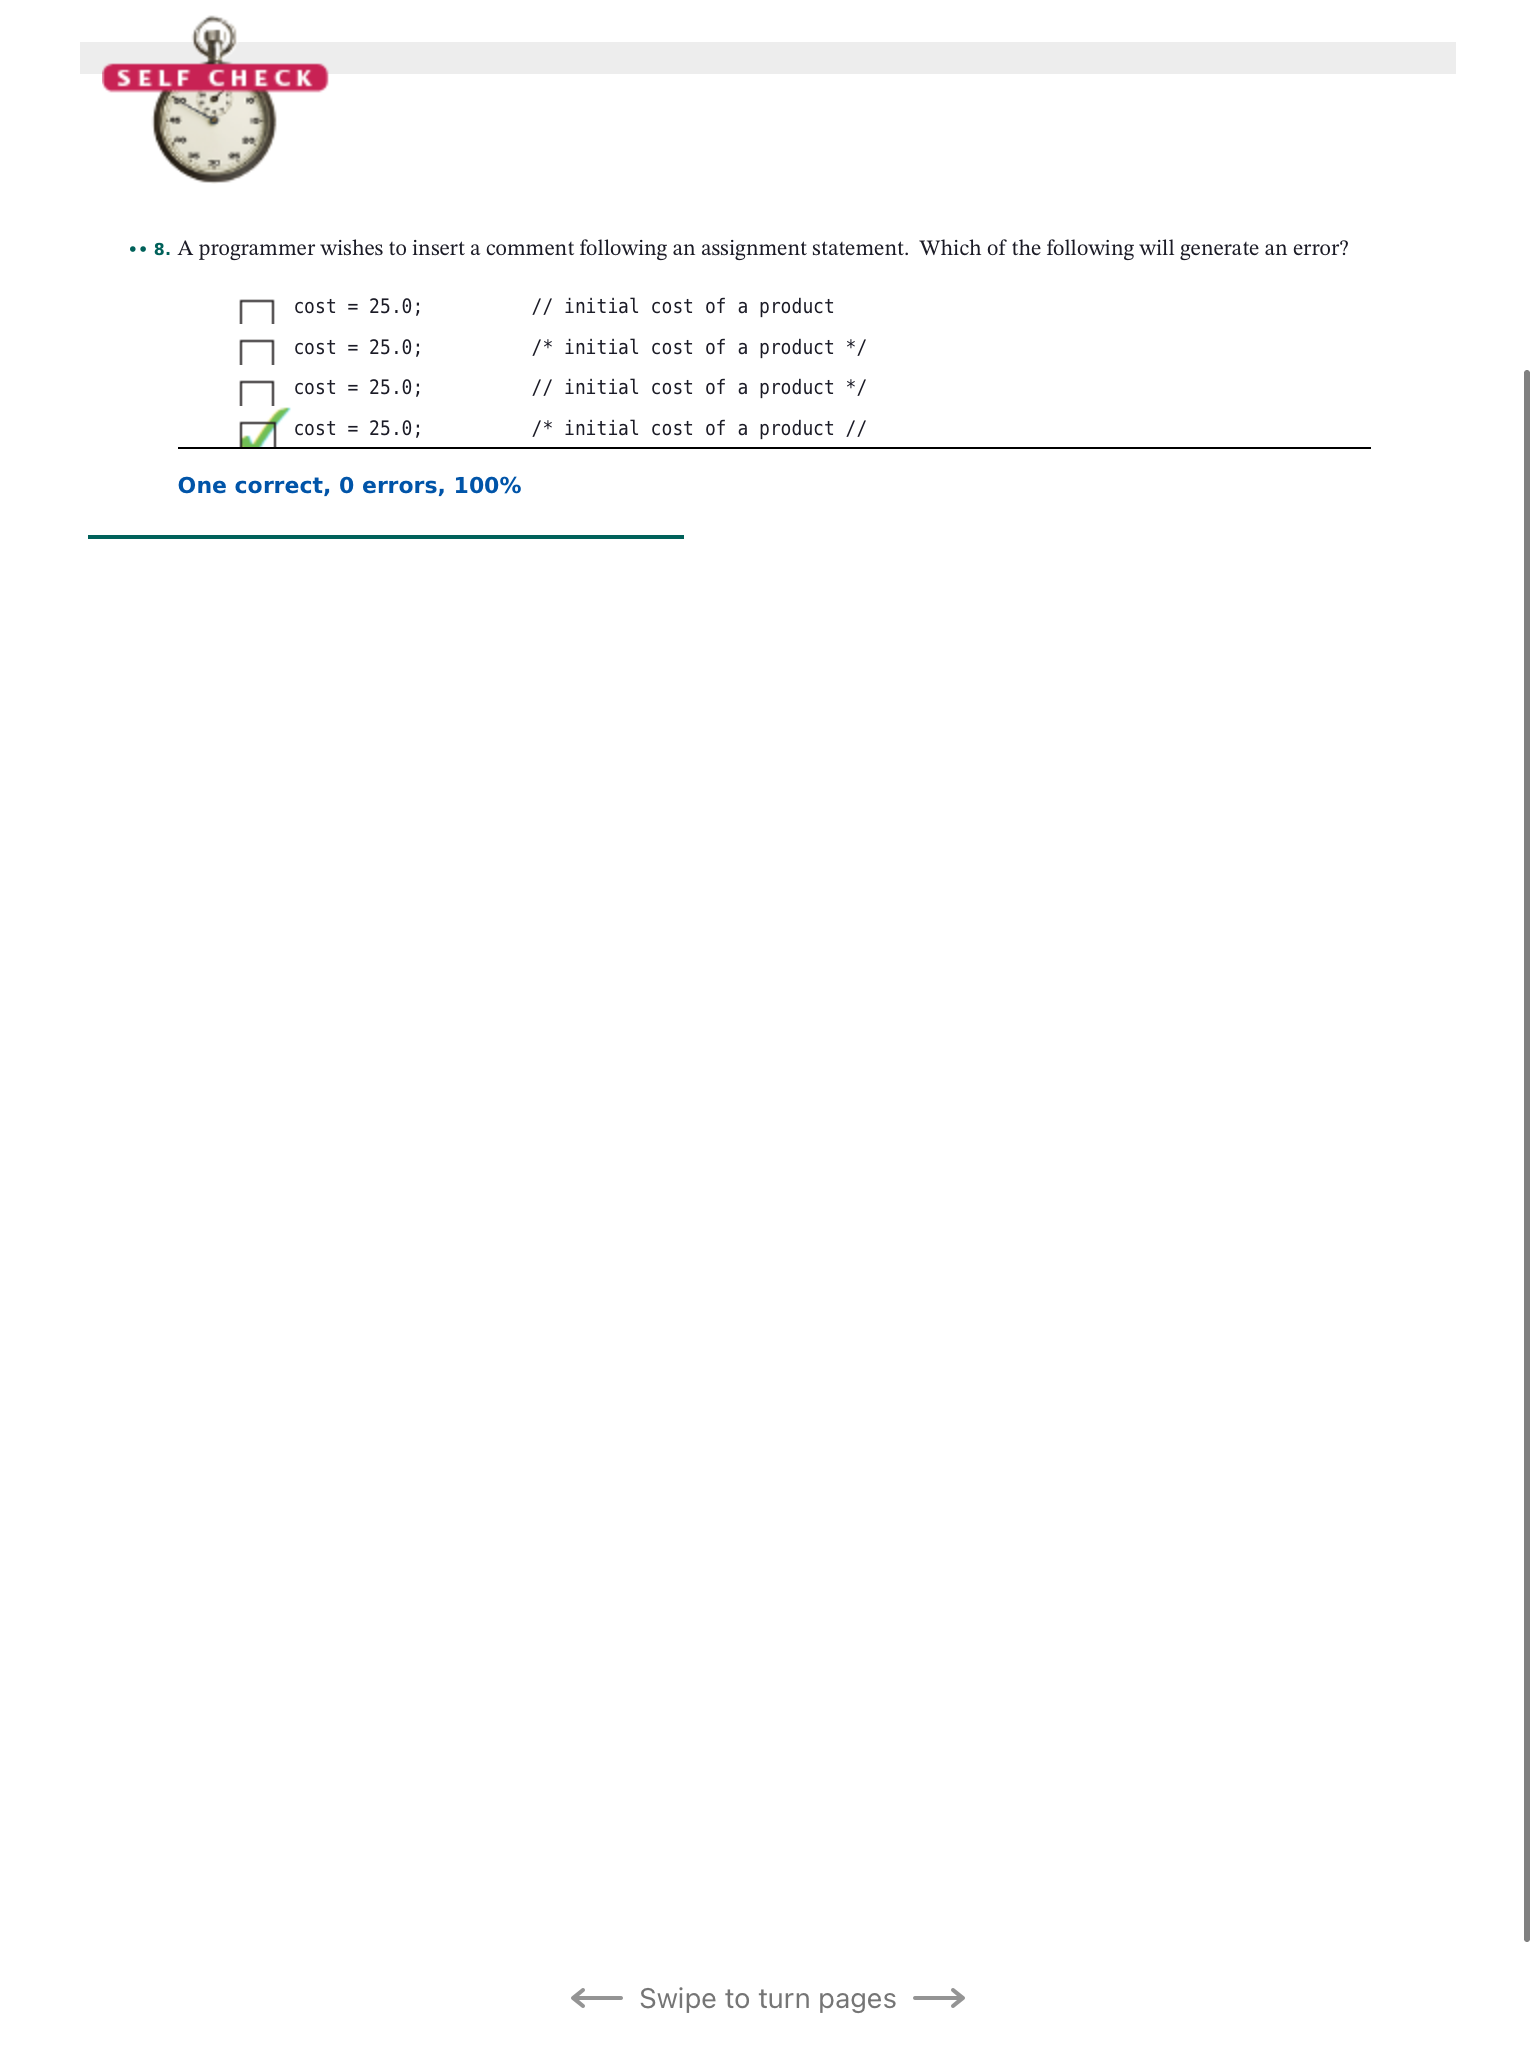 SELF CHECK
•• 8. A programmer wishes to insert a comment following an assignment statement.  Which of the following will generate an error?
cost = 25.0; // initial cost of a product
cost = 25.0; /* initial cost of a product */
cost = 25.0; // initial cost of a product */
cost = 25.0; /* initial cost of a product //
One correct, 0 errors, 100%
Swipe to turn pages